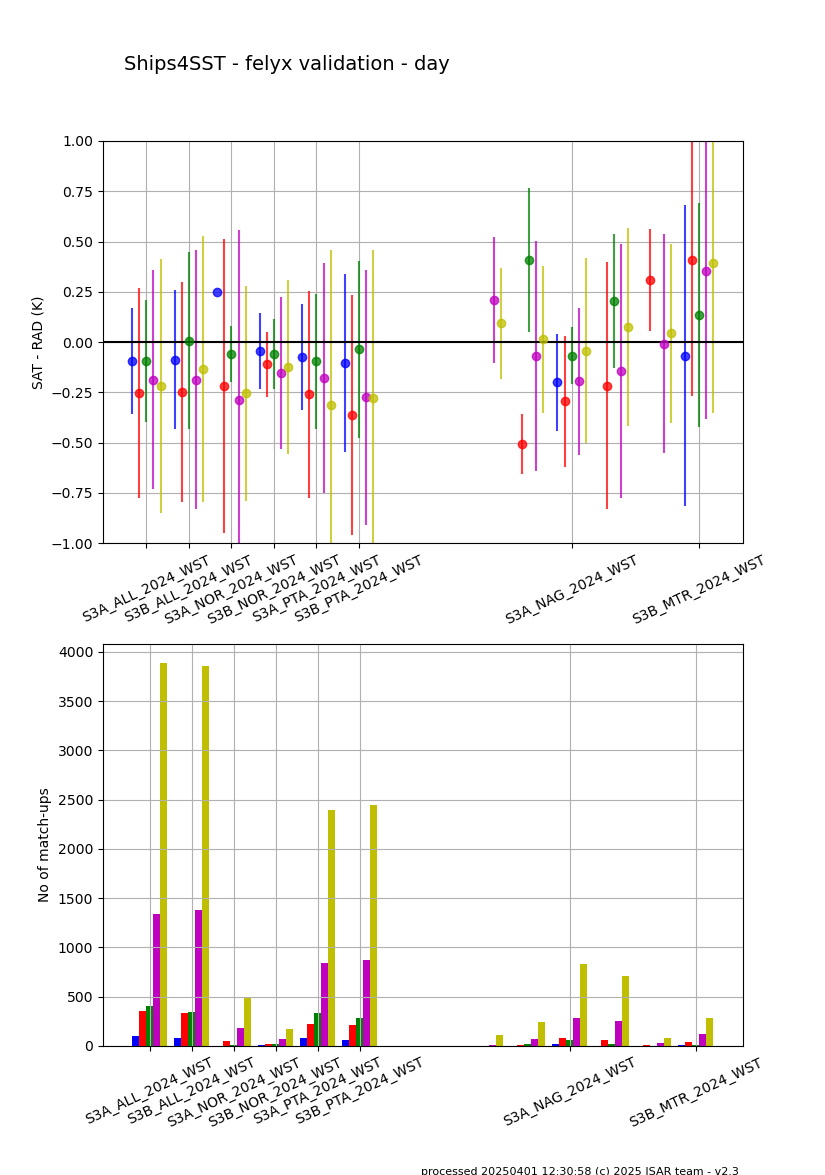 Ships4SST - felyx validation - day
1.00
0.75
0.50
0.25
0.00
−0.25
−0.50
−0.75
−1.00
SAT - RAD (K)
S3A_ALL_2024_WST
S3B_ALL_2024_WST
S3A_NOR_2024_WST
S3B_NOR_2024_WST
S3A_PTA_2024_WST
S3B_PTA_2024_WST
S3A_NAG_2024_WST
S3B_MTR_2024_WST
4000
3500
3000
2500
2000
1500
1000
500
0
No of match-ups
S3A_ALL_2024_WST
S3B_ALL_2024_WST
S3A_NOR_2024_WST
S3B_NOR_2024_WST
S3A_PTA_2024_WST
S3B_PTA_2024_WST
S3A_NAG_2024_WST
S3B_MTR_2024_WST
processed 20250401 12:30:58 (c) 2025 ISAR team - v2.3